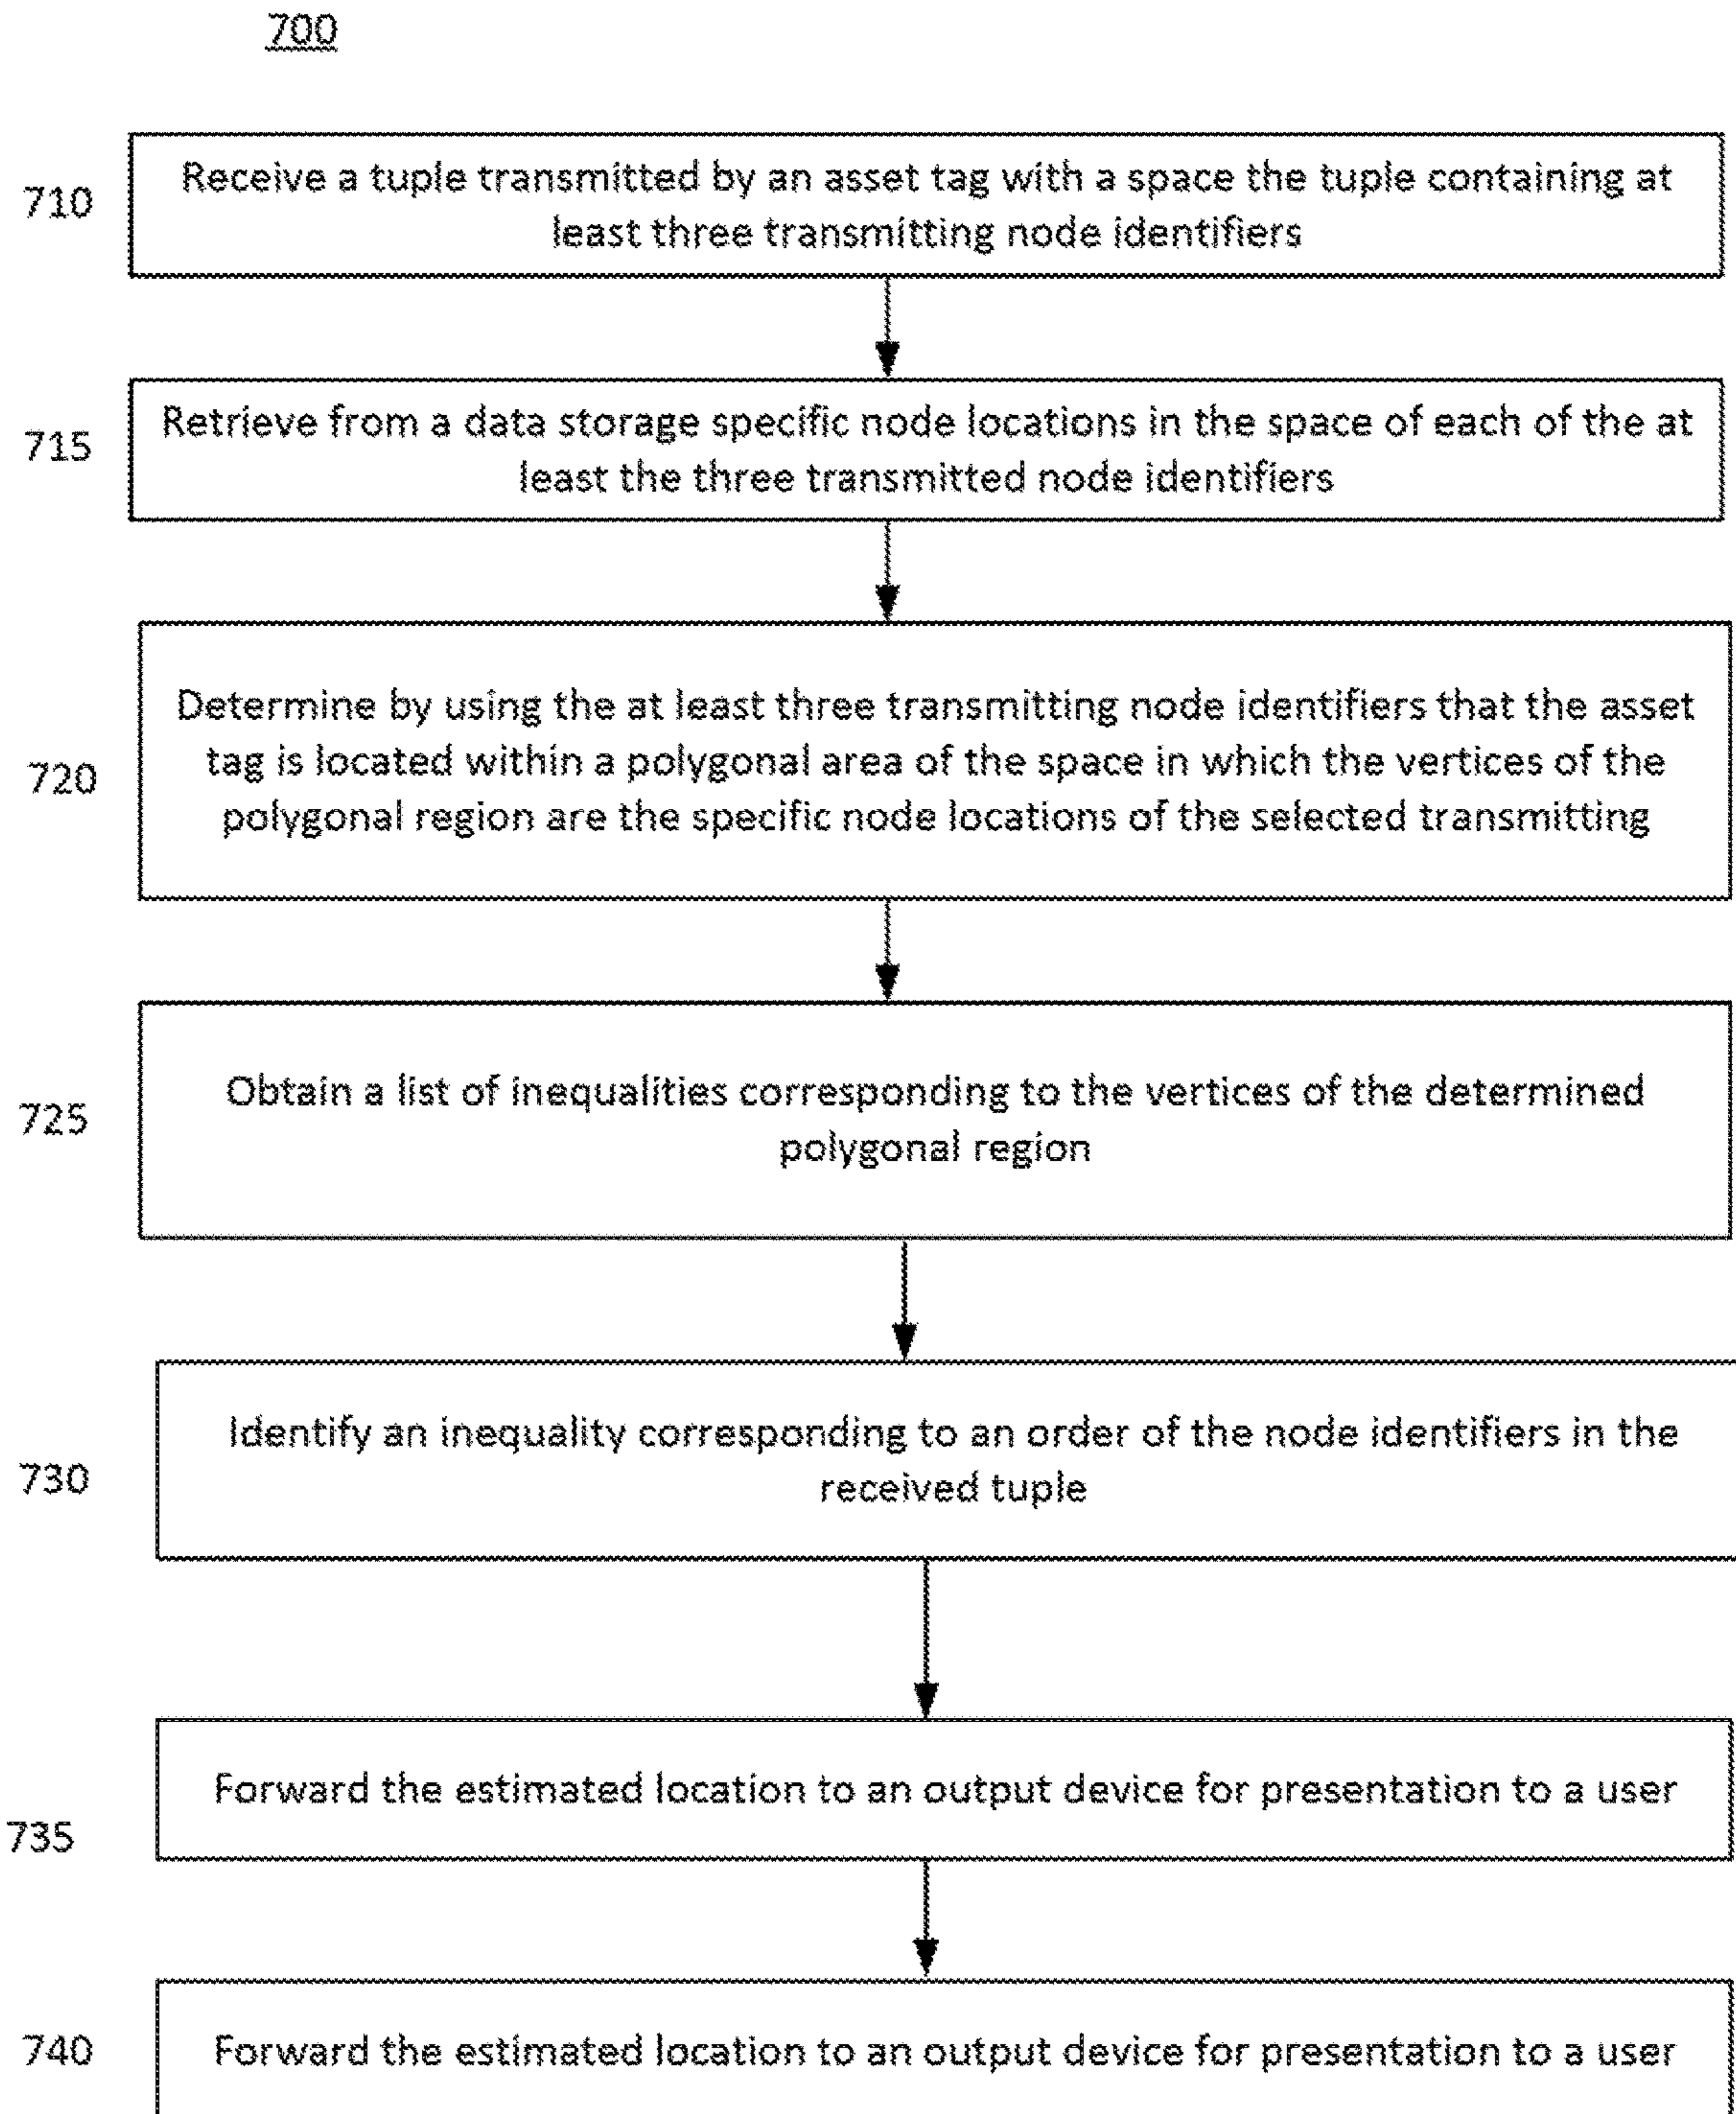 700
710
Receive a tuple transmitted by an asset tag with a space the tuple containing at
least three transmitting node identifiers
715
Retrieve from a data storage specific node locations in the space of each of the at
least the three transmitted node identifiers
720
Determine by using the at least three transmitting node identifiers that the asset
tag is located within a polygonal area of the space in which the vertices of the
polygonal region are the specific node locations of the selected transmitting
725
Obtain a list of inequalities corresponding to the vertices of the determined
polygonal region
730
Identify an inequality corresponding to an order of the node identifiers in the
received tuple
735
Forward the estimated location to an output device for presentation to a user
740
Forward the estimated location to an output device for presentation to a user